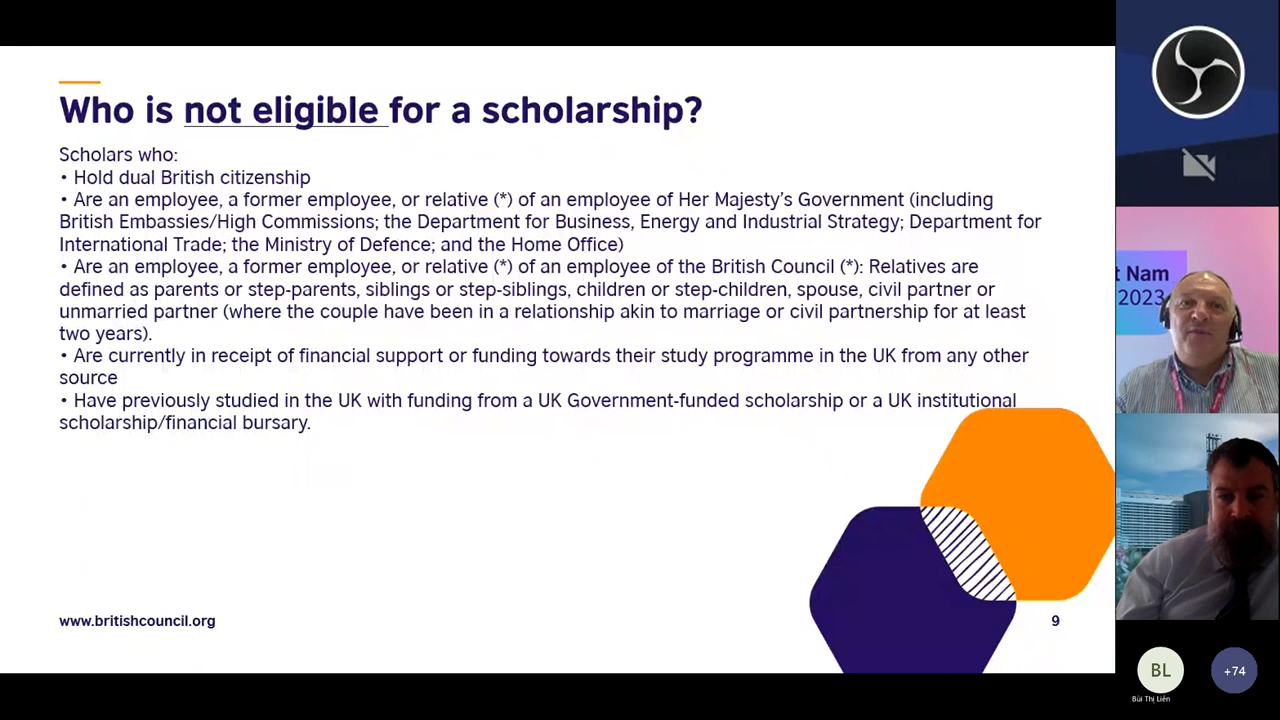 Who is not eligible for a scholarship?
Scholars who:
• Hold dual British citizenship
• Are an employee, a former employee, or relative (*) of an employee of Her Majesty’s Government (including
British Embassies/High Commissions; the Department for Business, Energy and Industrial Strategy; Department for
International Trade; the Ministry of Defence; and the Home Office)
• Are an employee, a former employee, or relative (*) of an employee of the British Council (*): Relatives are
defined as parents or step-parents, siblings or step-siblings, children or step-children, spouse, civil partner or
unmarried partner (where the couple have been in a relationship akin to marriage or civil partnership for at least
two years).
• Are currently in receipt of financial support or funding towards their study programme in the UK from any other
source
• Have previously studied in the UK with funding from a UK Government-funded scholarship or a UK institutional
scholarship/financial bursary.
www.britishcouncil.org
9
t Nam
2023
BL
Bùi Thị Liên
+74